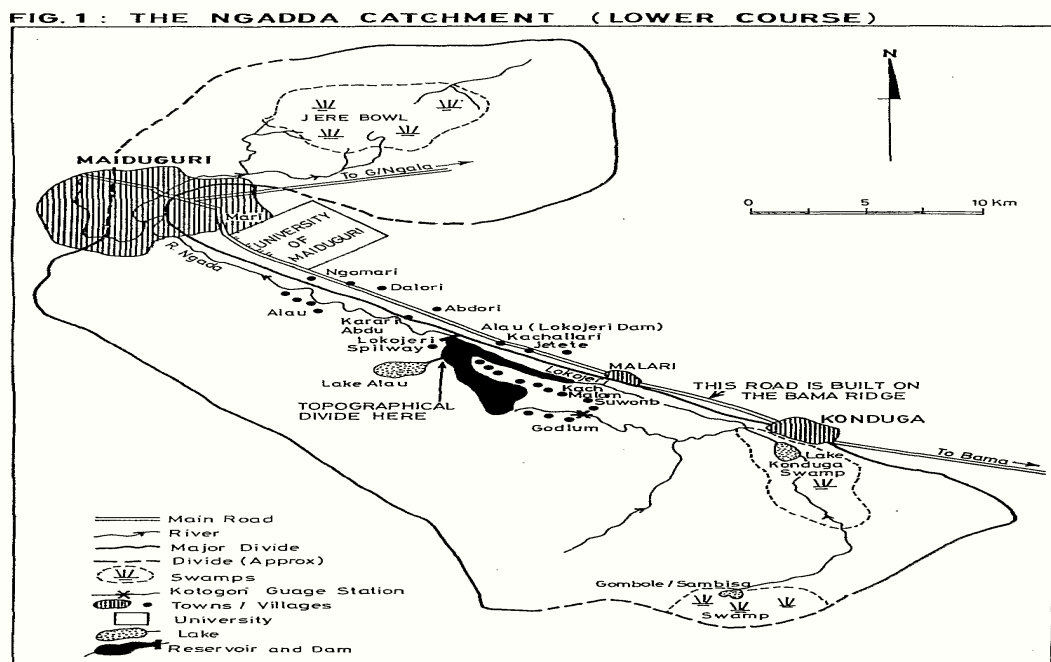 FIG. 1 : THE NGADDA CATCHMENT (LOWER COURSE)
N
JERE BOWL
MAIDUGURI
To G/Ngala
0 5 10 Km
Mari
UNIVERSITY
OF
MAIDUGURI
R. Ngada
Ngomari
Dalori
Alau
Karari
Abdu
Abdori
Lokojeri
Spilway
Alau (Lokojeri Dam)
Kachallari
Jetete
Lake Alau
Lokojer
MALARI
THIS ROAD IS BUILT ON
THE BAMA RIDGE
TOPOGRAPHICAL
DIVIDE HERE
Kach
Malam
Suwonb
Godium
KONDUGA
To Bama
Lake
Konduga
Swamp
Gombole/Sambisa
Swamp
Main Road
River
Major Divide
Divide (Approx)
Swamps
Kotogori Guage Station
Towns / Villages
University
Lake
Reservoir and Dam